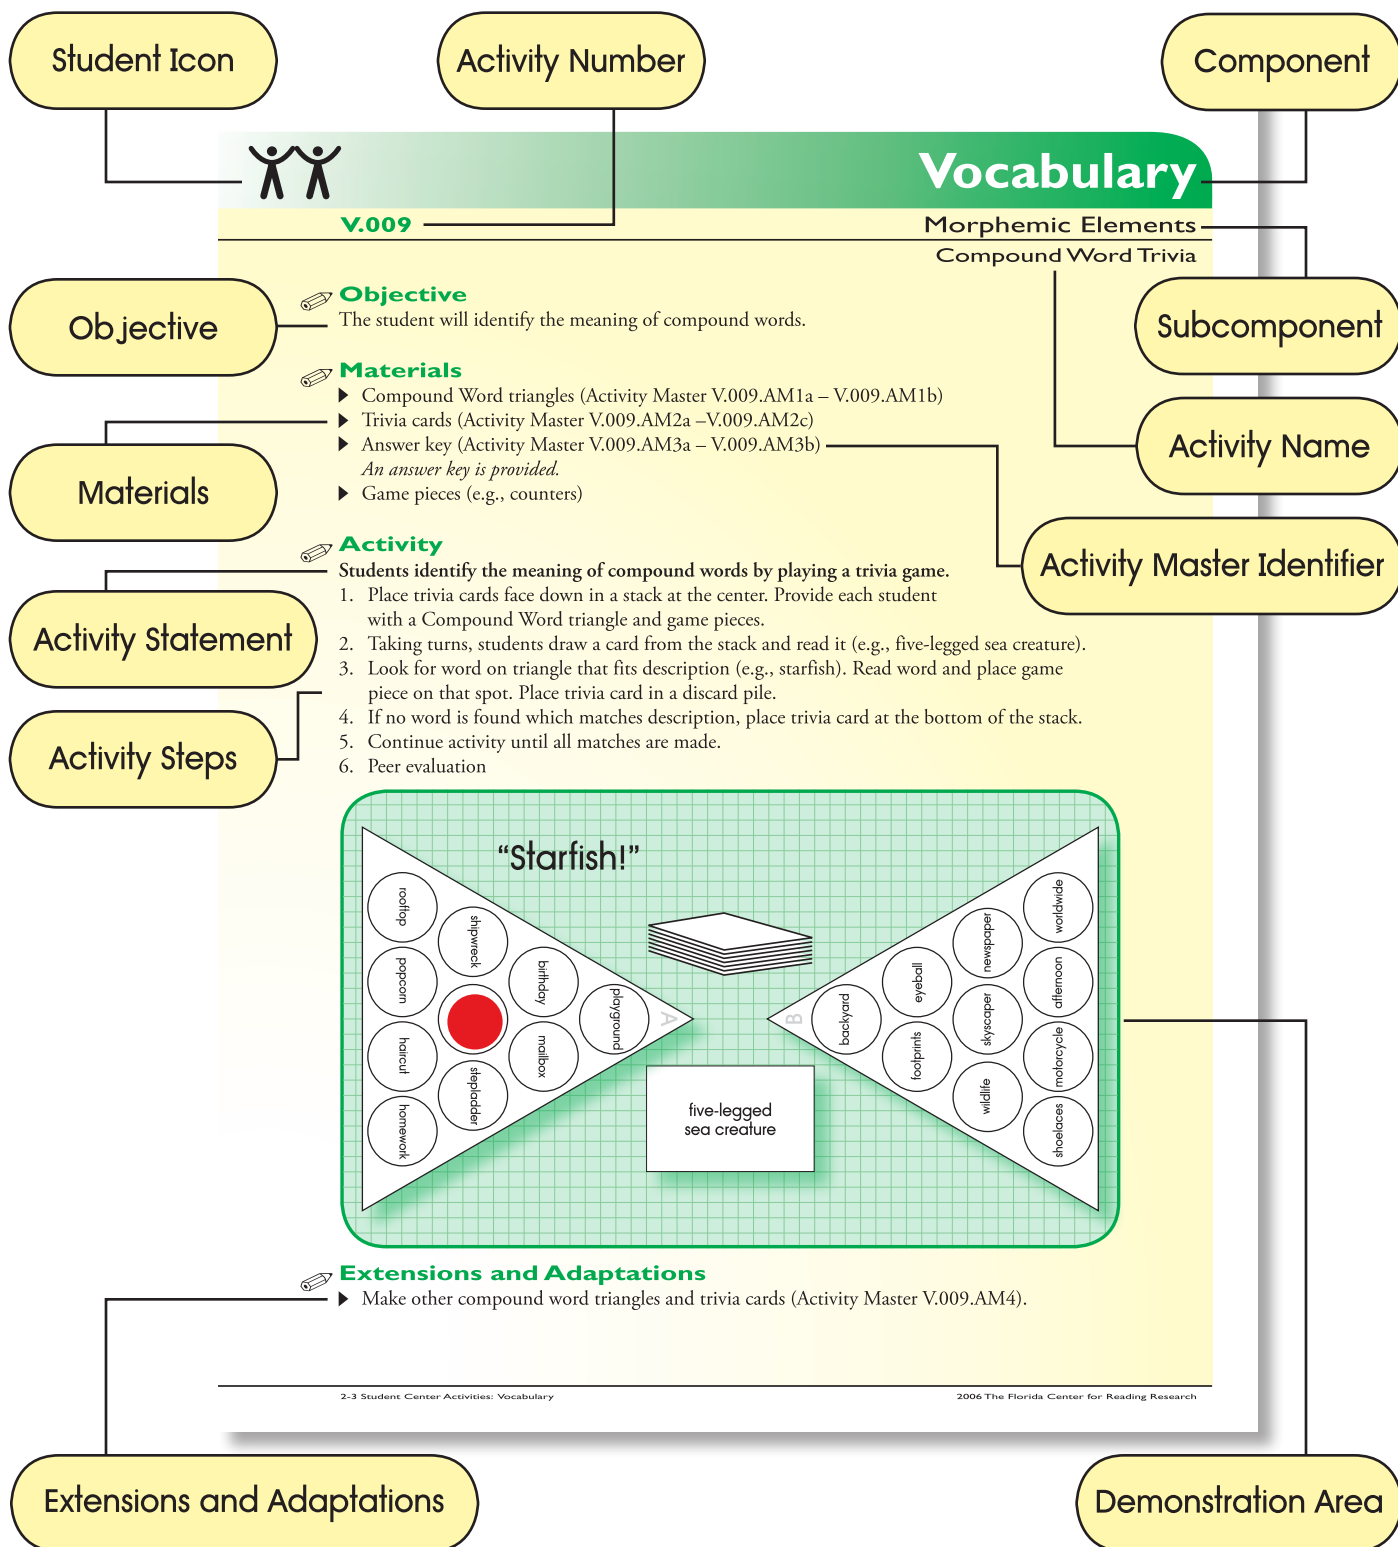 Student Icon
Activity Number
Component
Vocabulary
V.009
Morphemic Elements
Compound Word Trivia
Objective
Objective
The student will identify the meaning of compound words.
Subcomponent
Materials
Compound Word triangles (Activity Master V.009.AM1a – V.009.AM1b)
Trivia cards (Activity Master V.009.AM2a –V.009.AM2c)
Answer key (Activity Master V.009.AM3a – V.009.AM3b)
An answer key is provided.
Game pieces (e.g., counters)
Materials
Activity Name
Activity Master Identifier
Activity
Students identify the meaning of compound words by playing a trivia game.
1. Place trivia cards face down in a stack at the center. Provide each student
with a Compound Word triangle and game pieces.
2. Taking turns, students draw a card from the stack and read it (e.g., five-legged sea creature).
3. Look for word on triangle that fits description (e.g., starfish). Read word and place game
piece on that spot. Place trivia card in a discard pile.
4. If no word is found which matches description, place trivia card at the bottom of the stack.
5. Continue activity until all matches are made.
6. Peer evaluation
Activity Statement
Activity Steps
“Starfish!”
rooftop
popcorn
haircut
homework
shipwreck
stepladder
birthday
mailbox
playground
A
five-legged
sea creature
B
backyard
eyeball
footprints
newspaper
skyscaper
wildlife
worldwide
afternoon
motorcycle
shoelaces
Extensions and Adaptations
Make other compound word triangles and trivia cards (Activity Master V.009.AM4).
2-3 Student Center Activities: Vocabulary
2006 The Florida Center for Reading Research
Extensions and Adaptations
Demonstration Area